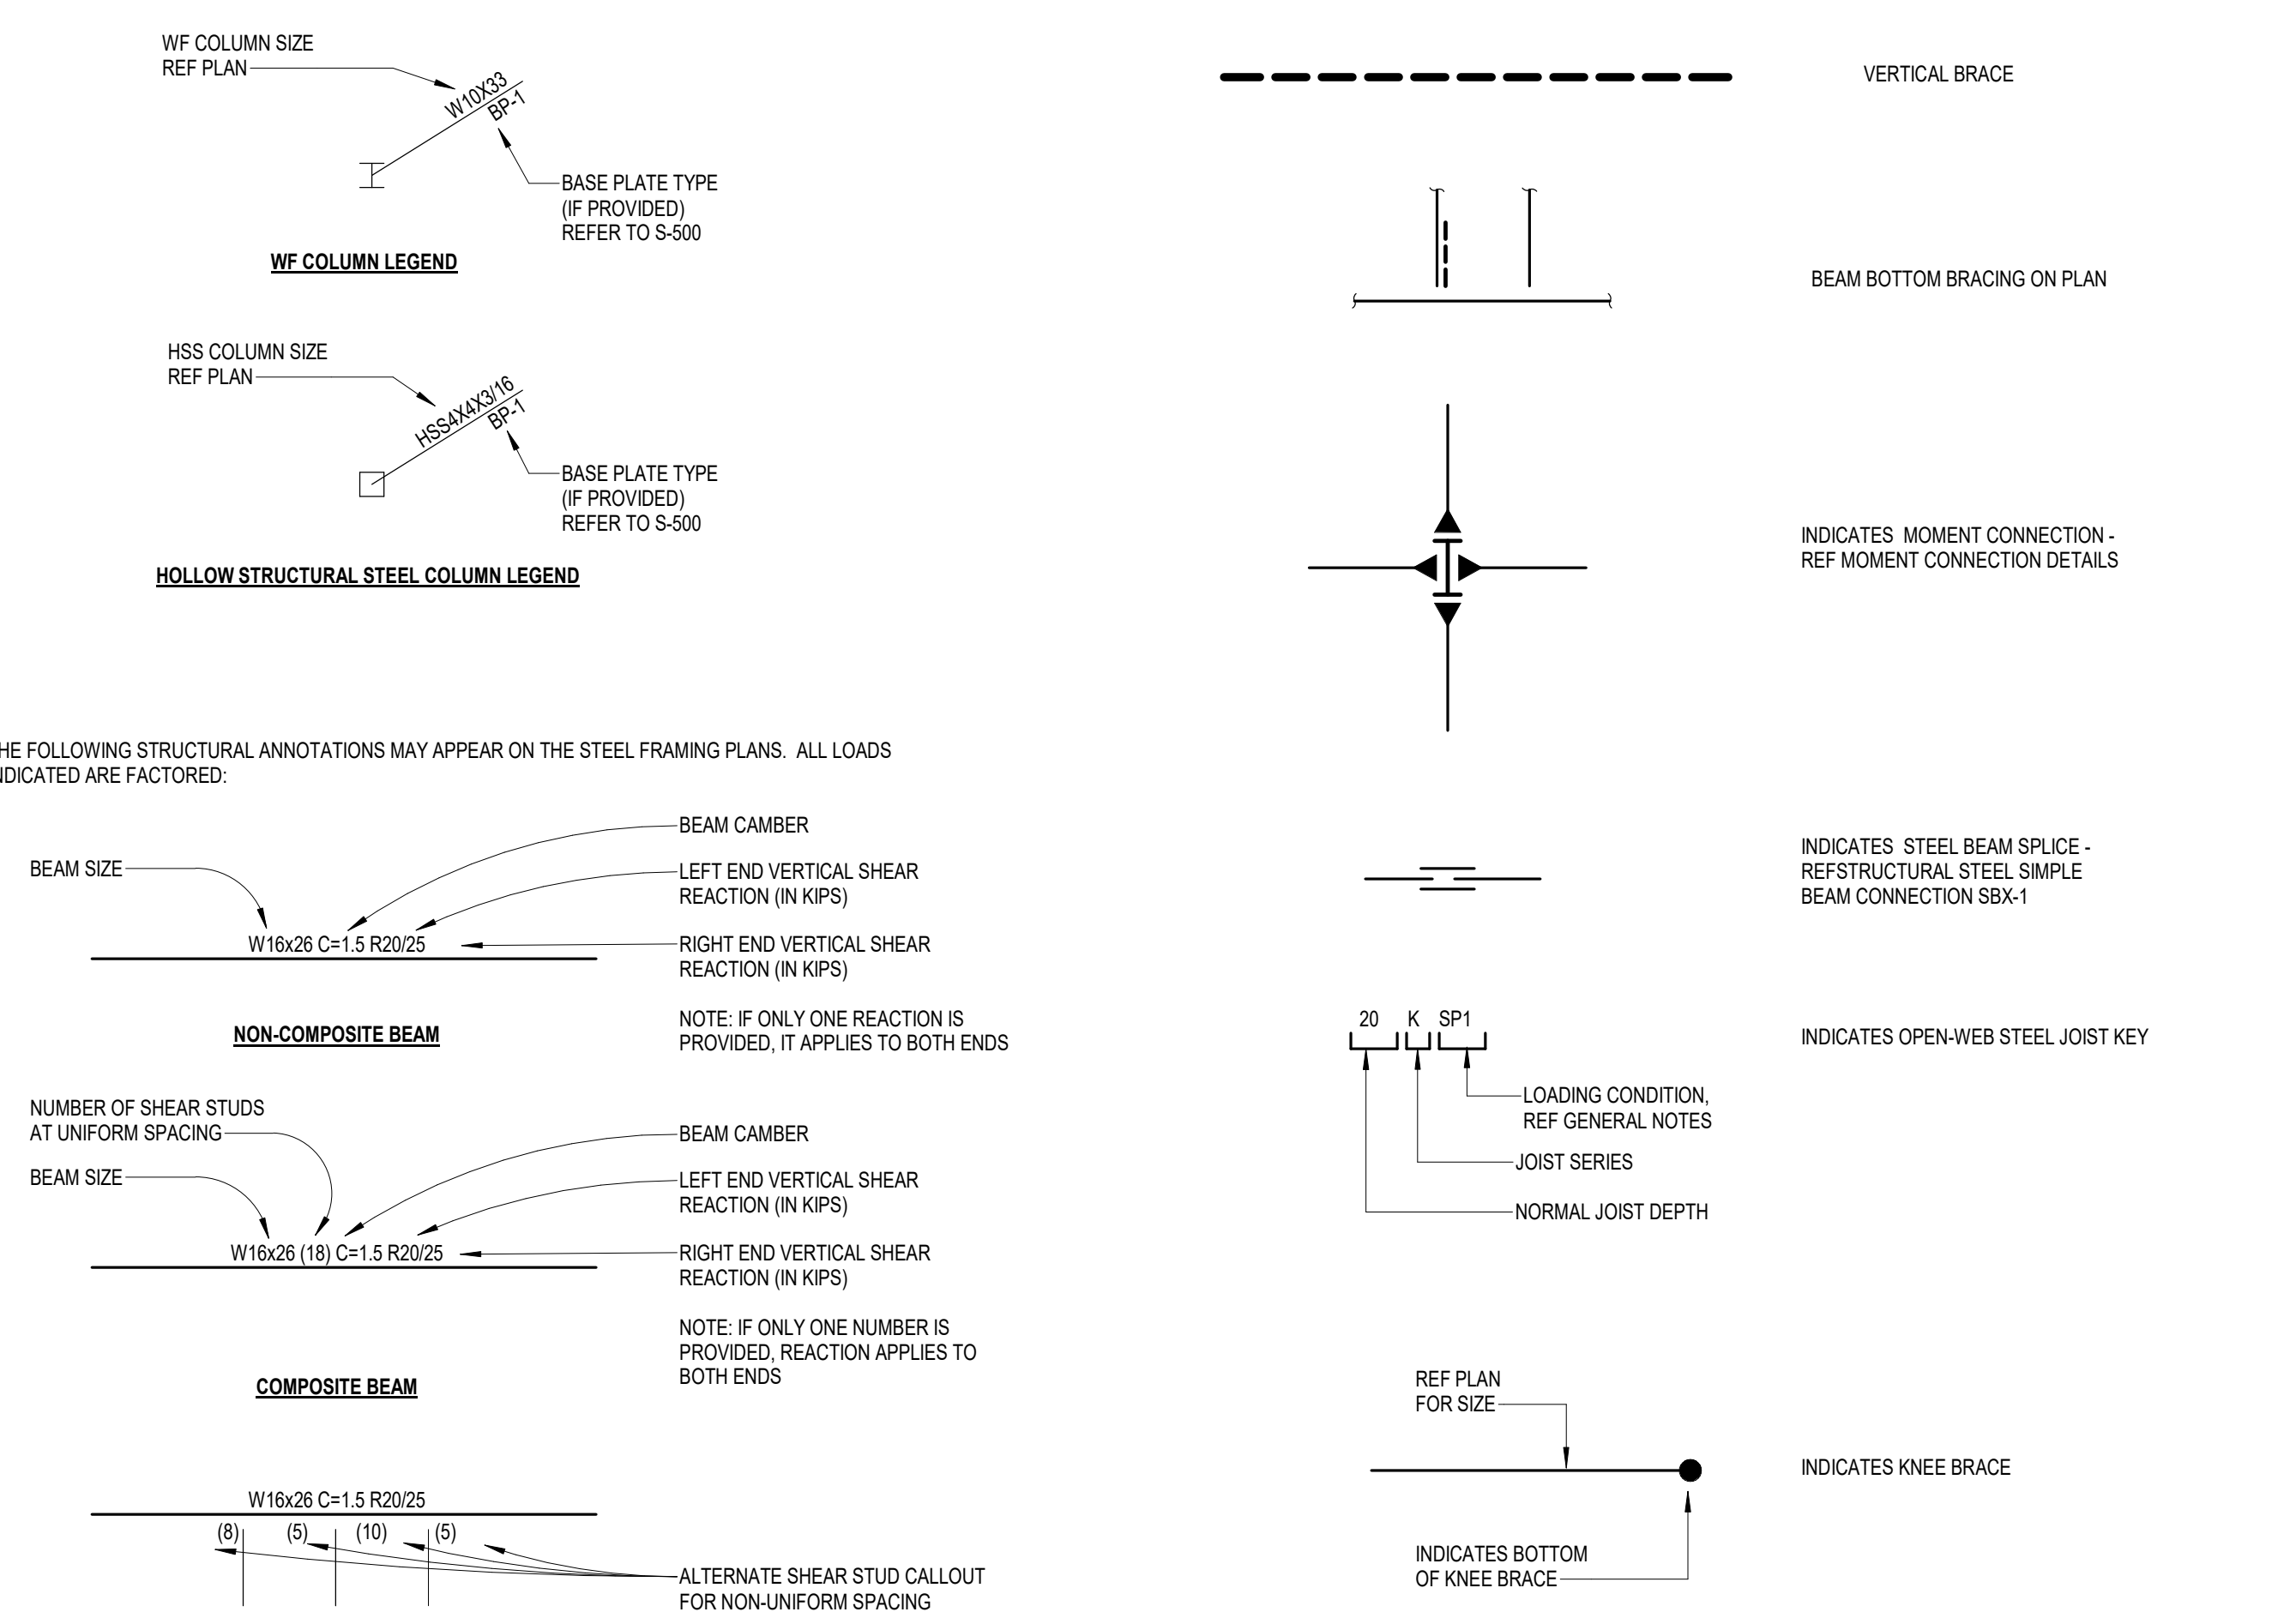 WF COLUMN SIZE
REF PLAN
W10X33
BP-1
BASE PLATE TYPE
(IF PROVIDED)
REFER TO S-500
WF COLUMN LEGEND
HSS COLUMN SIZE
REF PLAN
HSS4X4X3/16
BP-1
BASE PLATE TYPE
(IF PROVIDED)
REFER TO S-500
HOLLOW STRUCTURAL STEEL COLUMN LEGEND
HE FOLLOWING STRUCTURAL ANNOTATIONS MAY APPEAR ON THE STEEL FRAMING PLANS.  ALL LOADS
NDICATED ARE FACTORED:
BEAM CAMBER
BEAM SIZE
LEFT END VERTICAL SHEAR
REACTION (IN KIPS)
W16x26 C=1.5 R20/25
RIGHT END VERTICAL SHEAR
REACTION (IN KIPS)
NON-COMPOSITE BEAM
NOTE: IF ONLY ONE REACTION IS
PROVIDED, IT APPLIES TO BOTH ENDS
NUMBER OF SHEAR STUDS
AT UNIFORM SPACING
BEAM CAMBER
BEAM SIZE
LEFT END VERTICAL SHEAR
REACTION (IN KIPS)
W16x26 (18) C=1.5 R20/25
RIGHT END VERTICAL SHEAR
REACTION (IN KIPS)
NOTE: IF ONLY ONE NUMBER IS
PROVIDED, REACTION APPLIES TO
BOTH ENDS
COMPOSITE BEAM
W16x26 C=1.5 R20/25
(8) (5) (10) (5)
ALTERNATE SHEAR STUD CALLOUT
FOR NON-UNIFORM SPACING
VERTICAL BRACE
BEAM BOTTOM BRACING ON PLAN
INDICATES  MOMENT CONNECTION -
REF MOMENT CONNECTION DETAILS
INDICATES  STEEL BEAM SPLICE -
REFSTRUCTURAL STEEL SIMPLE
BEAM CONNECTION SBX-1
20 K SP1
INDICATES OPEN-WEB STEEL JOIST KEY
LOADING CONDITION,
REF GENERAL NOTES
JOIST SERIES
NORMAL JOIST DEPTH
REF PLAN
FOR SIZE
INDICATES KNEE BRACE
INDICATES BOTTOM
OF KNEE BRACE